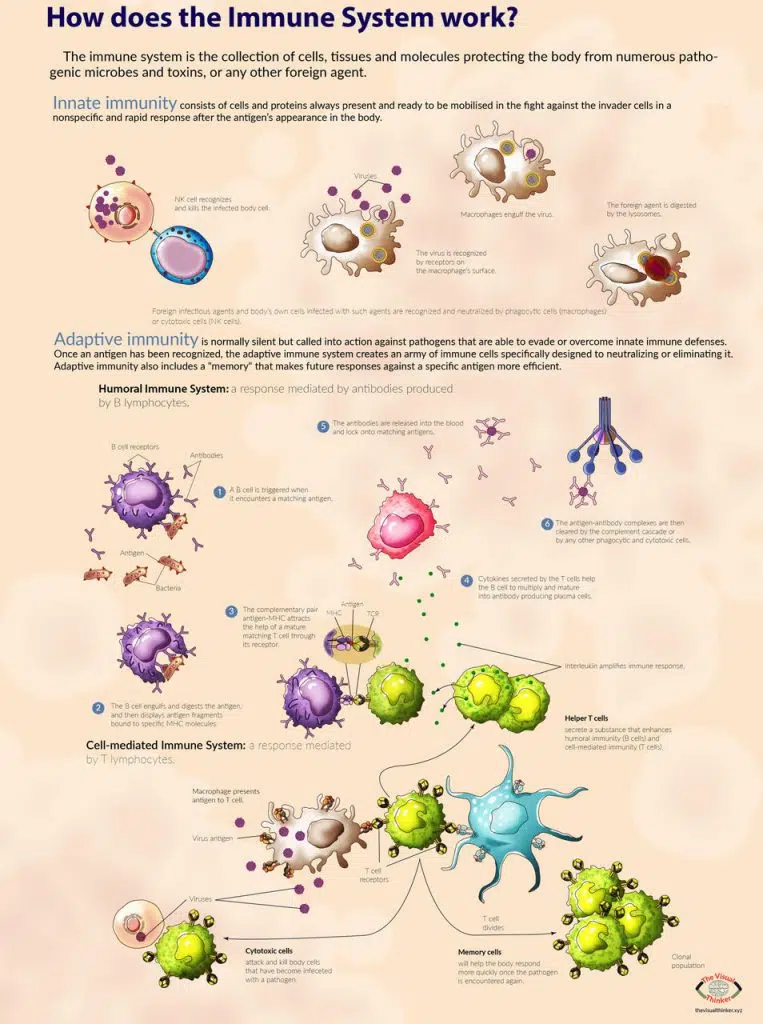 How does the Immune System work?
The immune system is the collection of cells, tissues and molecules protecting the body from numerous patho-
genic microbes and toxins, or any other foreign agent.
Innate immunity consists of cells and proteins always present and ready to be mobilised in the fight against the invader cells in a
nonspecific and rapid response after the antigen's appearance in the body.
NK cell recognizes
and kills the infected body cell.
Viruses
The virus is recognized
by receptors on
the macrophage's surface.
Macrophages engulf the virus.
The foreign agent is digested
by the lysosomes.
Foreign infectious agents and body's own cells infected with such agents are recognized and neutralized by phagocytic cells (macrophages)
or cytotoxic cells (NK cells).
Adaptive immunity is normally silent but called into action against pathogens that are able to evade or overcome innate immune defenses.
Once an antigen has been recognized, the adaptive immune system creates an army of immune cells specifically designed to neutralizing or eliminating it.
Adaptive immunity also includes a "memory" that makes future responses against a specific antigen more efficient.
Humoral Immune System: a response mediated by antibodies produced
by B lymphocytes.
B cell receptors
Antibodies
1 A B cell is triggered when
it encounters a matching antigen.
Antigen
Bacteria
2 The B cell engulfs and digests the antigen,
and then displays antigen fragments
bound to specific MHC molecules.
3 The complementary pair
antigen-MHC attracts
the help of a mature
matching T cell through
its receptor.
Antigen
MHC
TCR
4 Cytokines secreted by the T cells help
the B cell to multiply and mature
into antibody producing plasma cells.
5 The antibodies are released into the blood
and lock onto matching antigens.
6 The antigen-antibody complexes are then
cleared by the complement cascade or
by any other phagocytic and cytotoxic cells.
Interleukin amplifies immune response.
Helper T cells
secrete a substance that enhances
humoral immunity (B cells) and
cell-mediated immunity (T cells).
Cell-mediated Immune System: a response mediated
by T lymphocytes.
Macrophage presents
antigen to T cell.
Virus antigen
T cell
receptors
Viruses
Cytotoxic cells
attack and kill body cells
that have become infeceted
with a pathogen.
T cell
divides
Memory cells
will help the body respond
more quickly once the pathogen
is encountered again.
Clonal
population
The Visual
Thinker
thevisualthinker.xyz